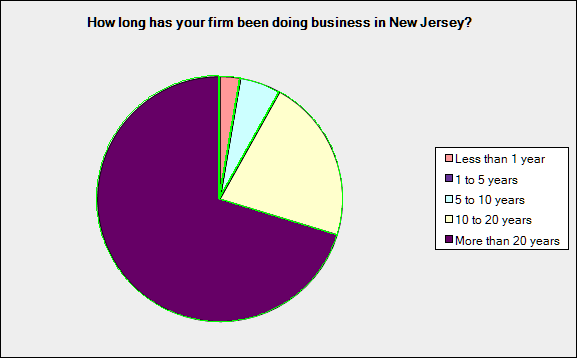 How long has your firm been doing business in New Jersey?
Less than 1 year
1 to 5 years
5 to 10 years
10 to 20 years
More than 20 years